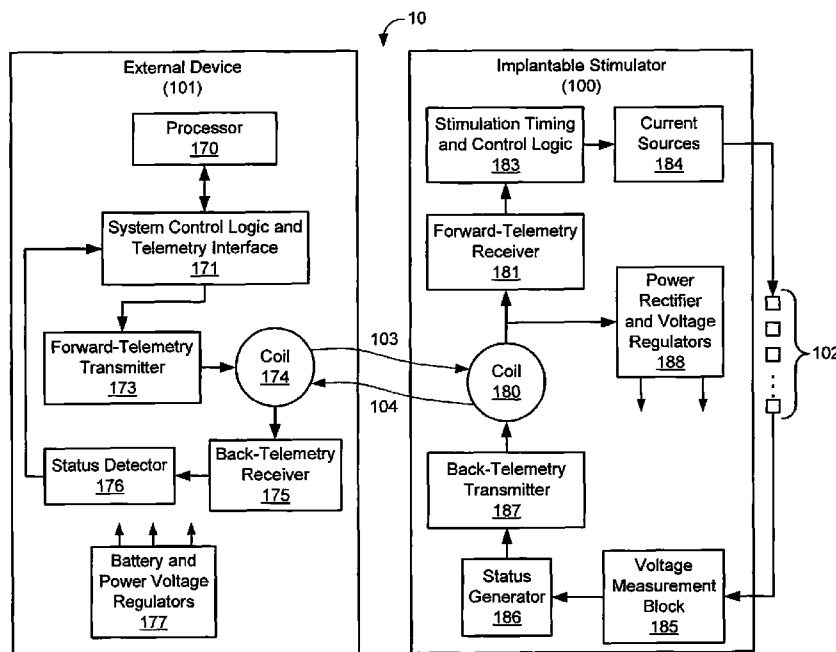 10
External Device
(101)
Processor
170
System Control Logic and
Telemetry Interface
171
Forward-Telemetry
Transmitter
173
Coil
174
Status Detector
176
Back-Telemetry
Receiver
175
Battery and
Power Voltage
Regulators
177
103
104
Implantable Stimulator
(100)
Stimulation Timing
and Control Logic
183
Current
Sources
184
Forward-Telemetry
Receiver
181
Power
Rectifier
and Voltage
Regulators
188
Coil
180
102
Back-Telemetry
Transmitter
187
Status
Generator
186
Voltage
Measurement
Block
185